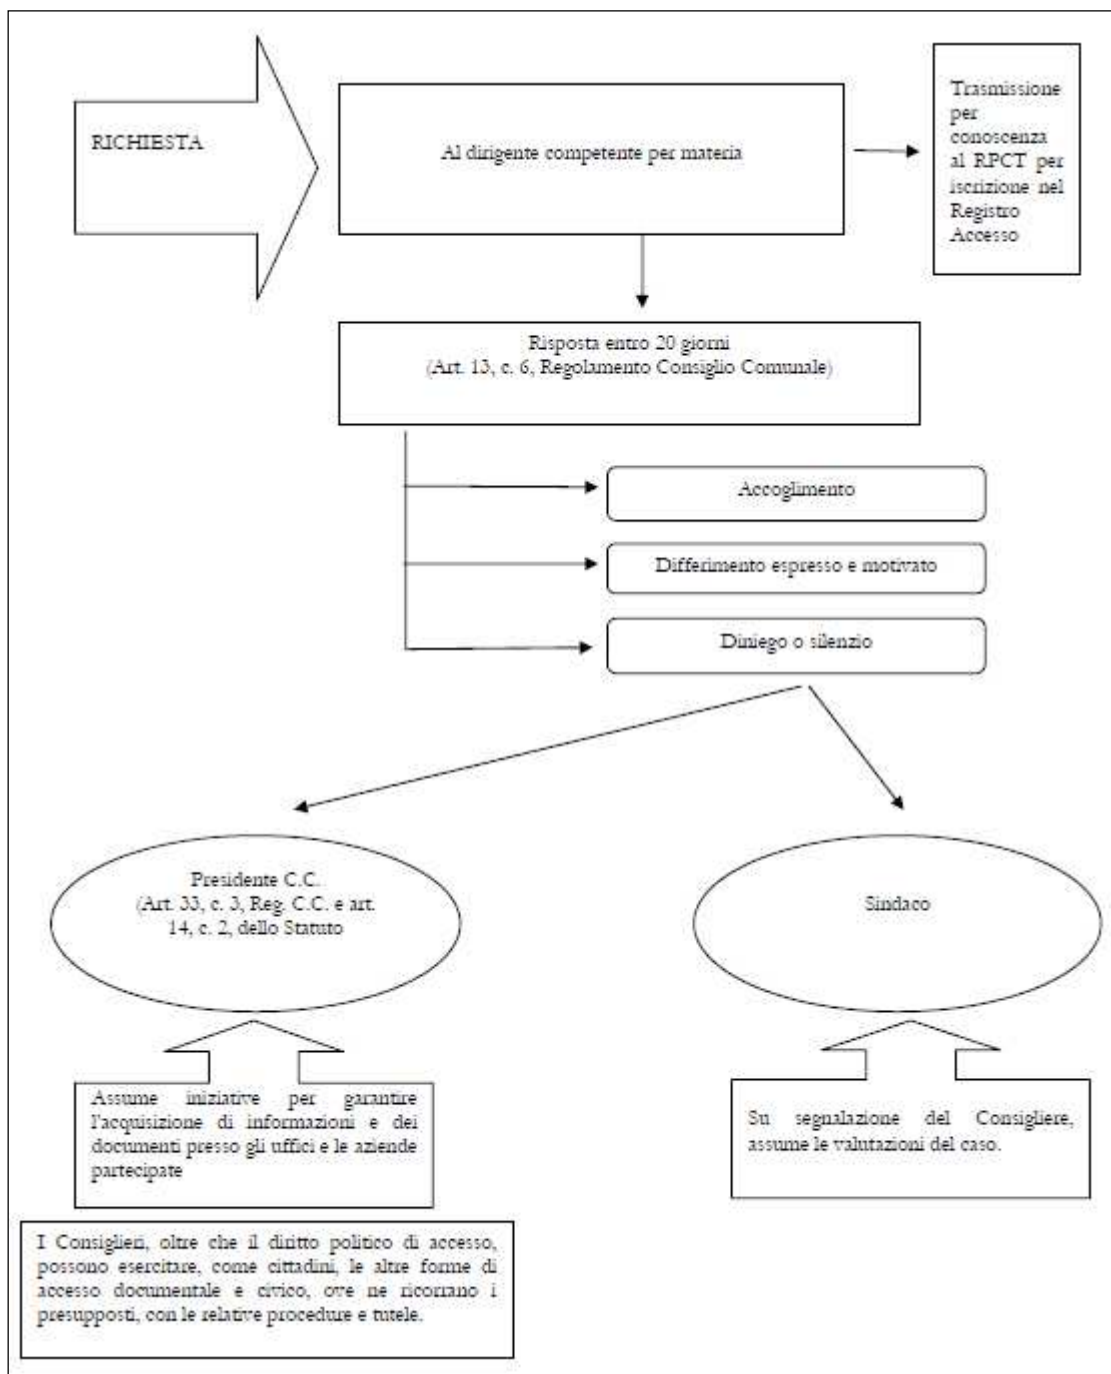 RICHIESTA
Al dirigente competente per materia
Trasmissione
per
conoscenza
al RPCT per
iscrizione nel
Registro
Accesso
Risposta entro 20 giorni
(Art. 13, c. 6, Regolamento Consiglio Comunale)
Accoglimento
Differimento espresso e motivato
Diniego o silenzio
Presidente C.C.
(Art. 33, c. 3, Reg. C.C. e art.
14, c. 2, dello Statuto
Sindaco
Assume iniziative per garantire
l'acquisizione di informazioni e dei
documenti presso gli uffici e le aziende
partecipate
Su segnalazione del Consigliere,
assume le valutazioni del caso.
I Consiglieri, oltre che il diritto politico di accesso,
possono esercitare, come cittadini, le altre forme di
accesso documentale e civico, ove ne ricorrano i
presupposti, con le relative procedure e tutele.